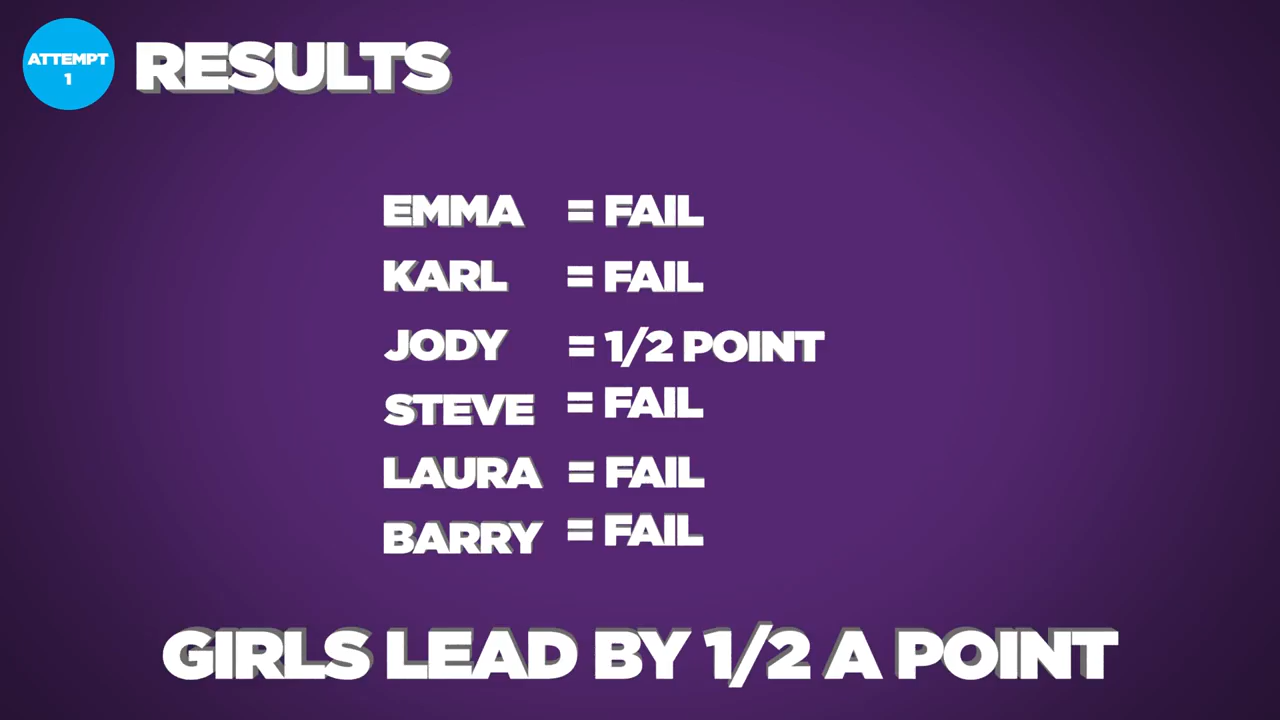 ATTEMPT
1
RESULTS
EMMA = FAIL
KARL = FAIL
JODY = 1/2 POINT
STEVE = FAIL
LAURA = FAIL
BARRY = FAIL
GIRLS LEAD BY 1/2 A POINT